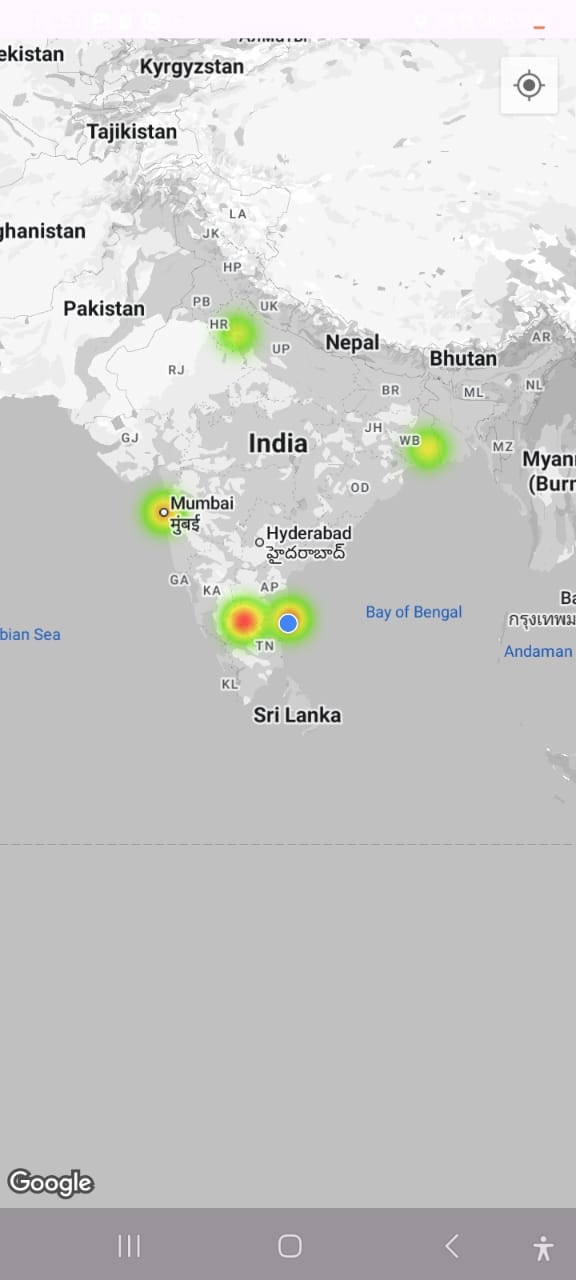 ekistan
Kyrgyzstan
Tajikistan
LA
ghanistan
JK
HP
PB
UK
Pakistan
HR
Nepal
AR
UP
Bhutan
RJ
BR
ML
NL
JH
GJ
India
WB
MZ
Myanr
(Burr
OD
Mumbai
मुंबई
Hyderabad
హైదరాబాద్
GA
KA
AP
Ba
Bay of Bengal
กรุงเทพม
bian Sea
TN
Andaman
KL
Sri Lanka
Google